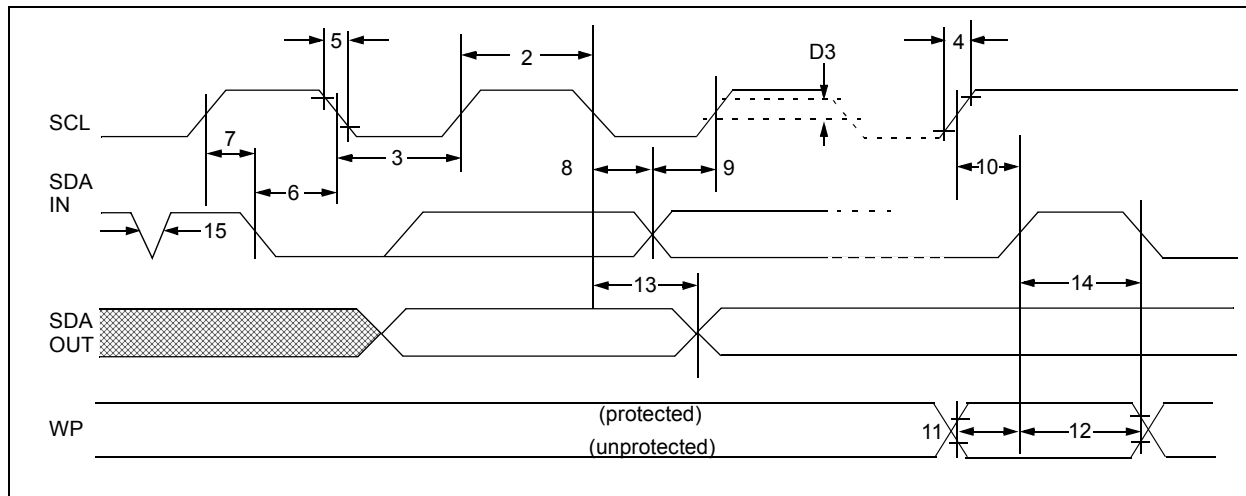 5
2
D3
4
SCL
7
3
8
9
10
SDA
IN
6
15
13
14
SDA
OUT
WP
(protected)
(unprotected)
11
12